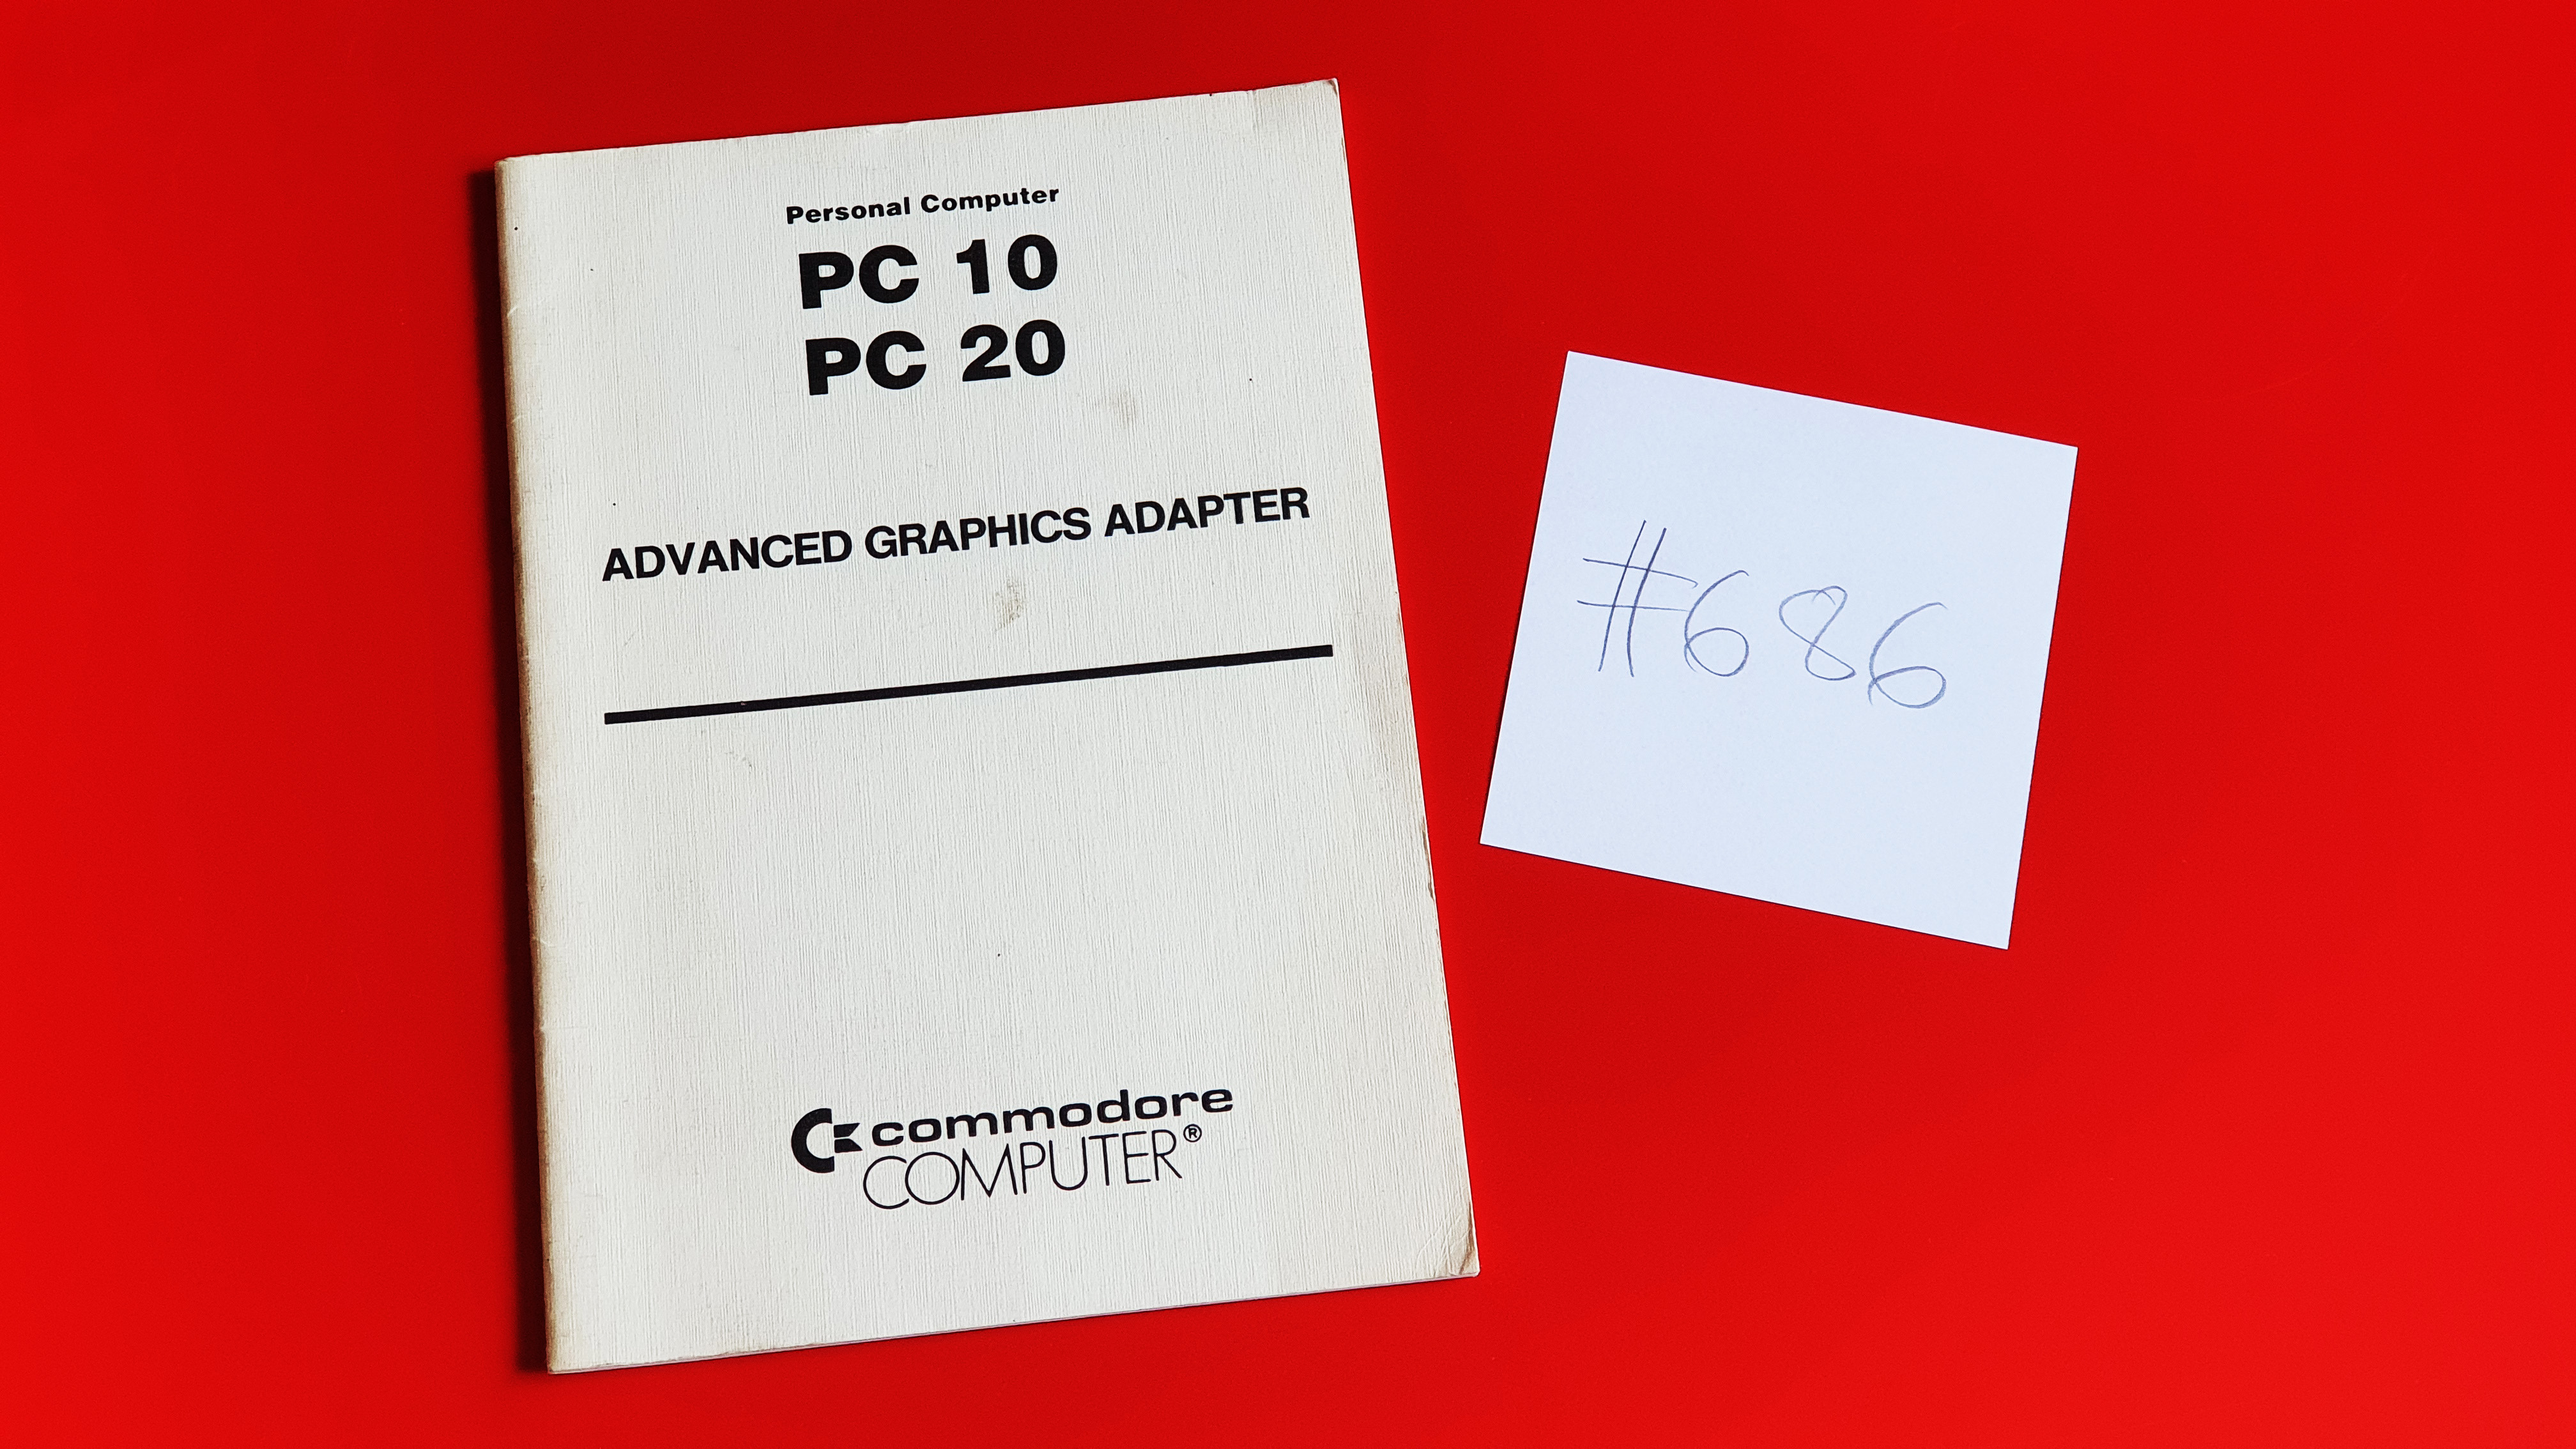 Personal Computer
PC 10
PC 20
ADVANCED GRAPHICS ADAPTER
commodore
COMPUTER®
#686